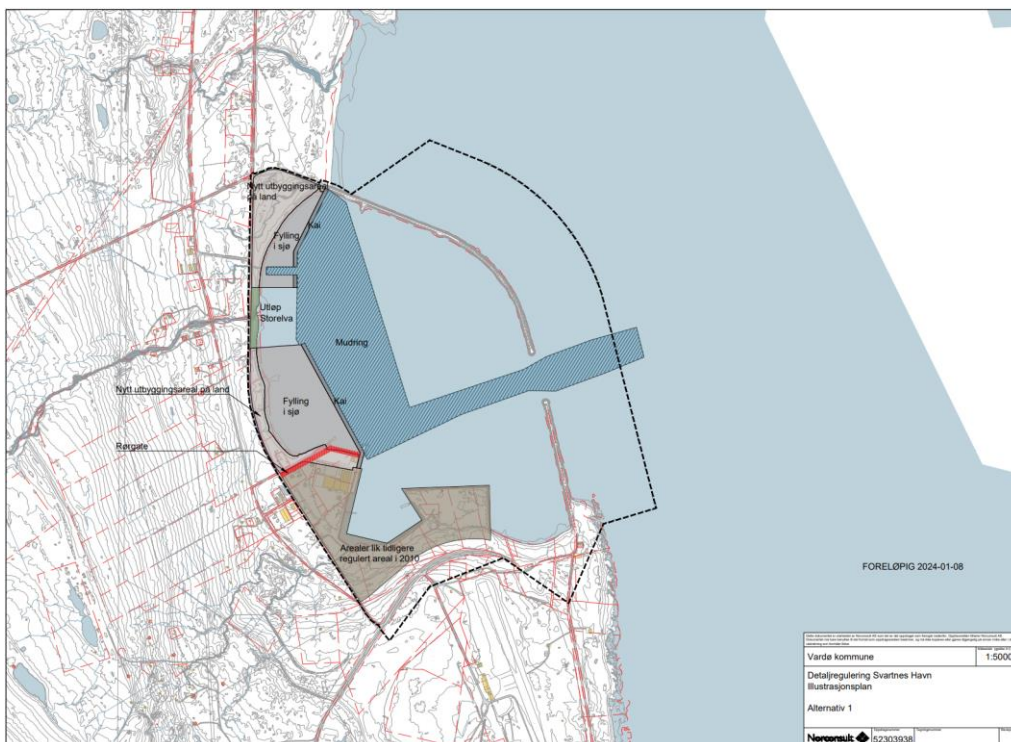 Nytt utbyggingsareal
på land
Kai
Fylling
i sjø
Utløp
Storelva
Mudring
Nytt utbyggingsareal på land
Fylling
i sjø
Kai
Rørgate
Arealer lik tidligere
regulert areal i 2010
FORELØPIG 2024-01-08
Vardø kommune
1:5000
Detaljregulering Svartnes Havn
Illustrasjonsplan
Alternativ 1
Norconsult
52303938